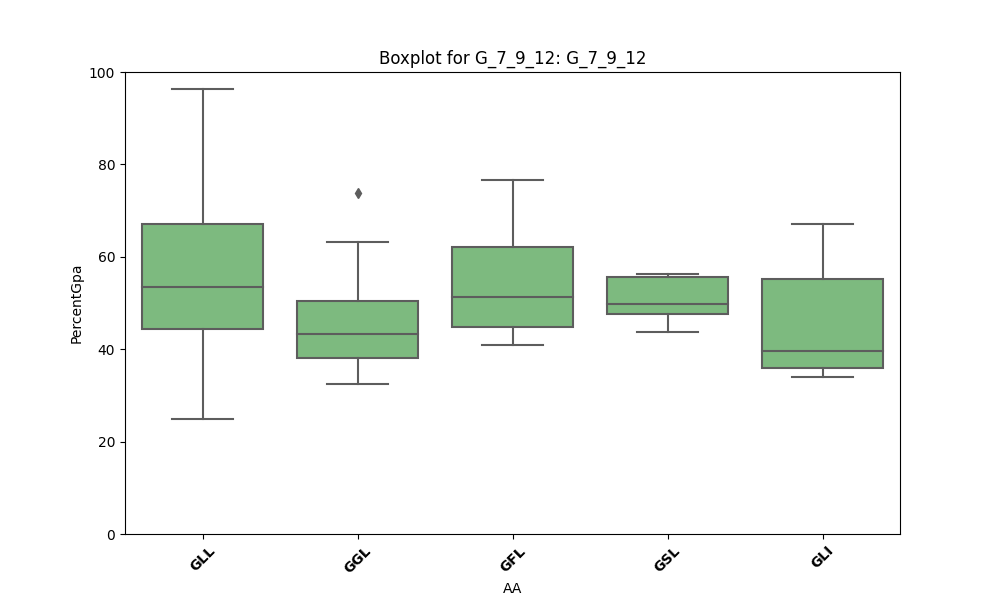 Boxplot for G_7_9_12: G_7_9_12
PercentGpa
100
80
60
40
20
0
GLL
GGL
GFL
GSL
GLI
AA